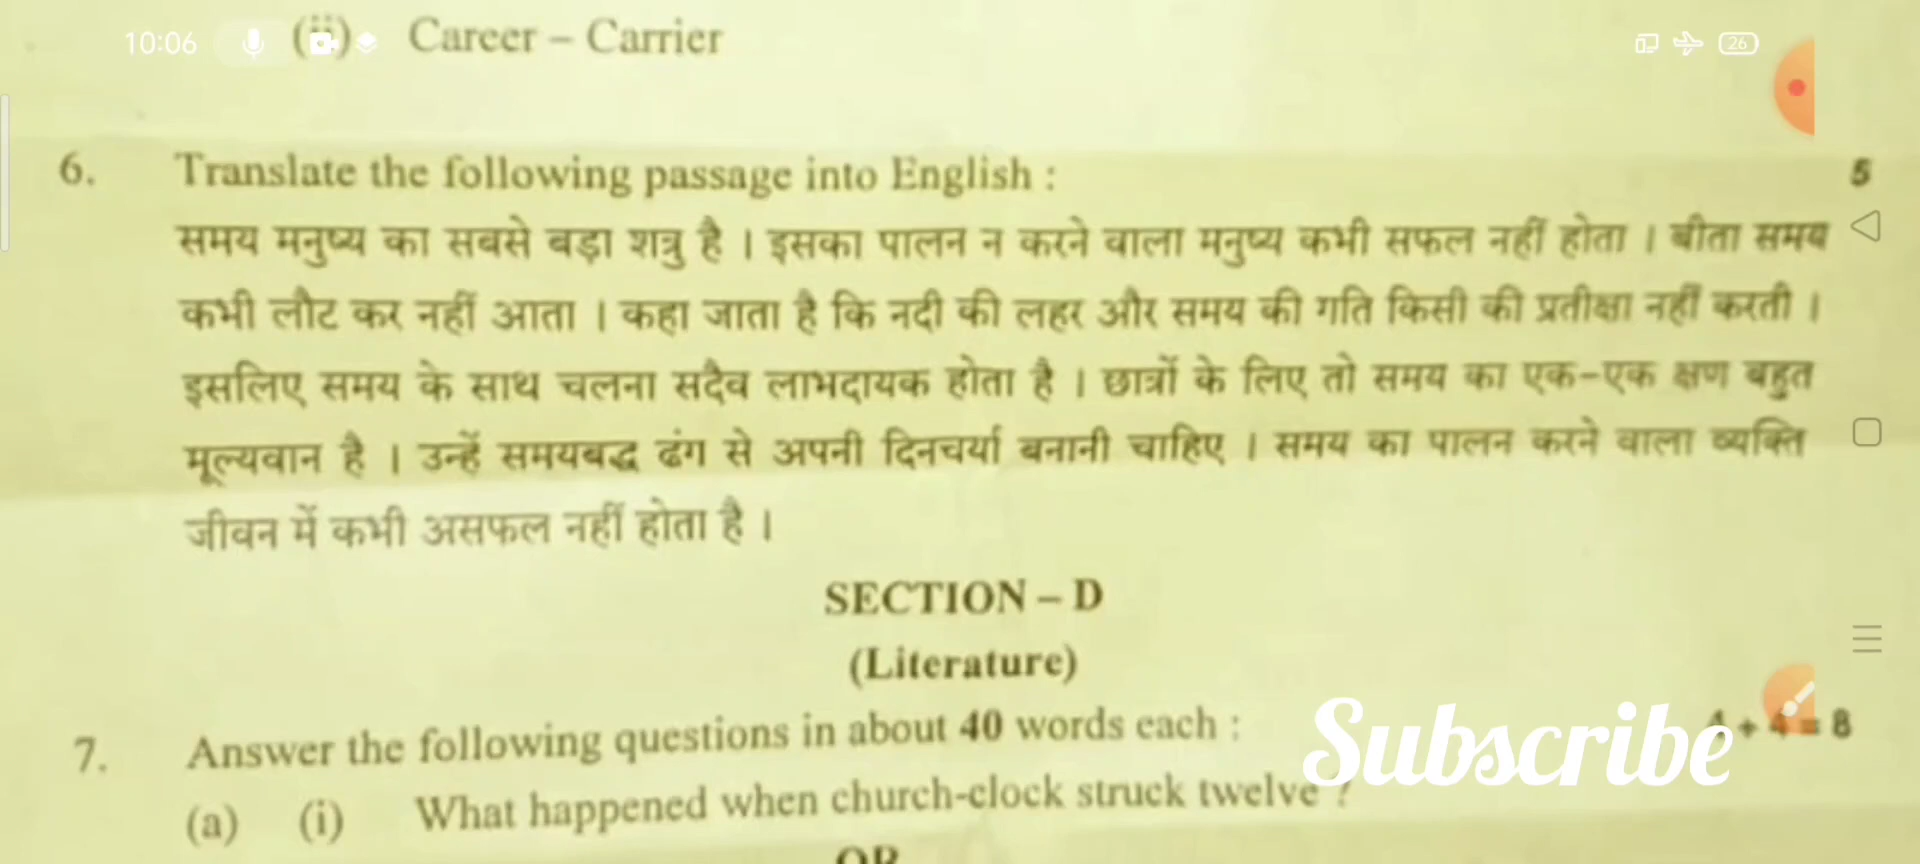 10:06
26
(ii) Career – Carrier
6. Translate the following passage into English : 5
समय मनुष्य का सबसे बड़ा शत्रु है । इसका पालन न करने वाला मनुष्य कभी सफल नहीं होता । बीता समय
कभी लौट कर नहीं आता । कहा जाता है कि नदी की लहर और समय की गति किसी की प्रतीक्षा नहीं करती ।
इसलिए समय के साथ चलना सदैव लाभदायक होता है । छात्रों के लिए तो समय का एक-एक क्षण बहुत
मूल्यवान है । उन्हें समयबद्ध ढंग से अपनी दिनचर्या बनानी चाहिए । समय का पालन करने वाला व्यक्ति
जीवन में कभी असफल नहीं होता है ।
SECTION – D
(Literature)
7. Answer the following questions in about 40 words each : 4 + 4 = 8
Subscribe
(a) (i) What happened when church-clock struck twelve ?
OR